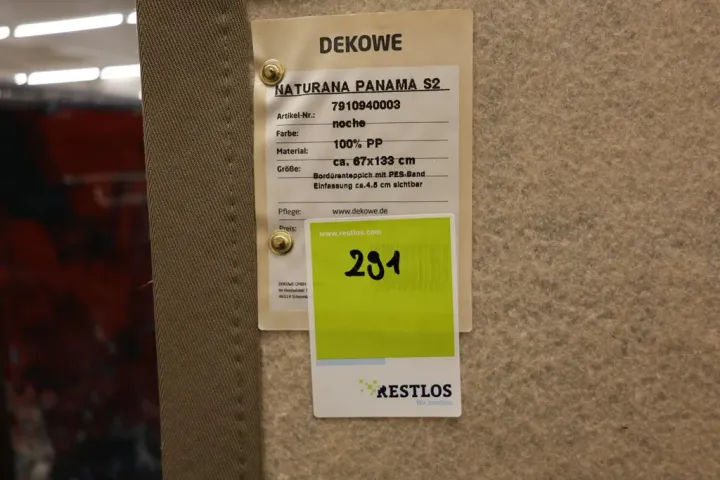 DEKOWE
NATURANA PANAMA S2
Artikel-Nr.: 7910940003
Farbe: noche
Material: 100% PP
Größe: ca. 67x133 cm
Bordürenteppich mit PES-Band
Einfassung ca.4.5 cm sichtbar
Pflege: www.dekowe.de
Preis:
www.restlos.com
291
RESTLOS